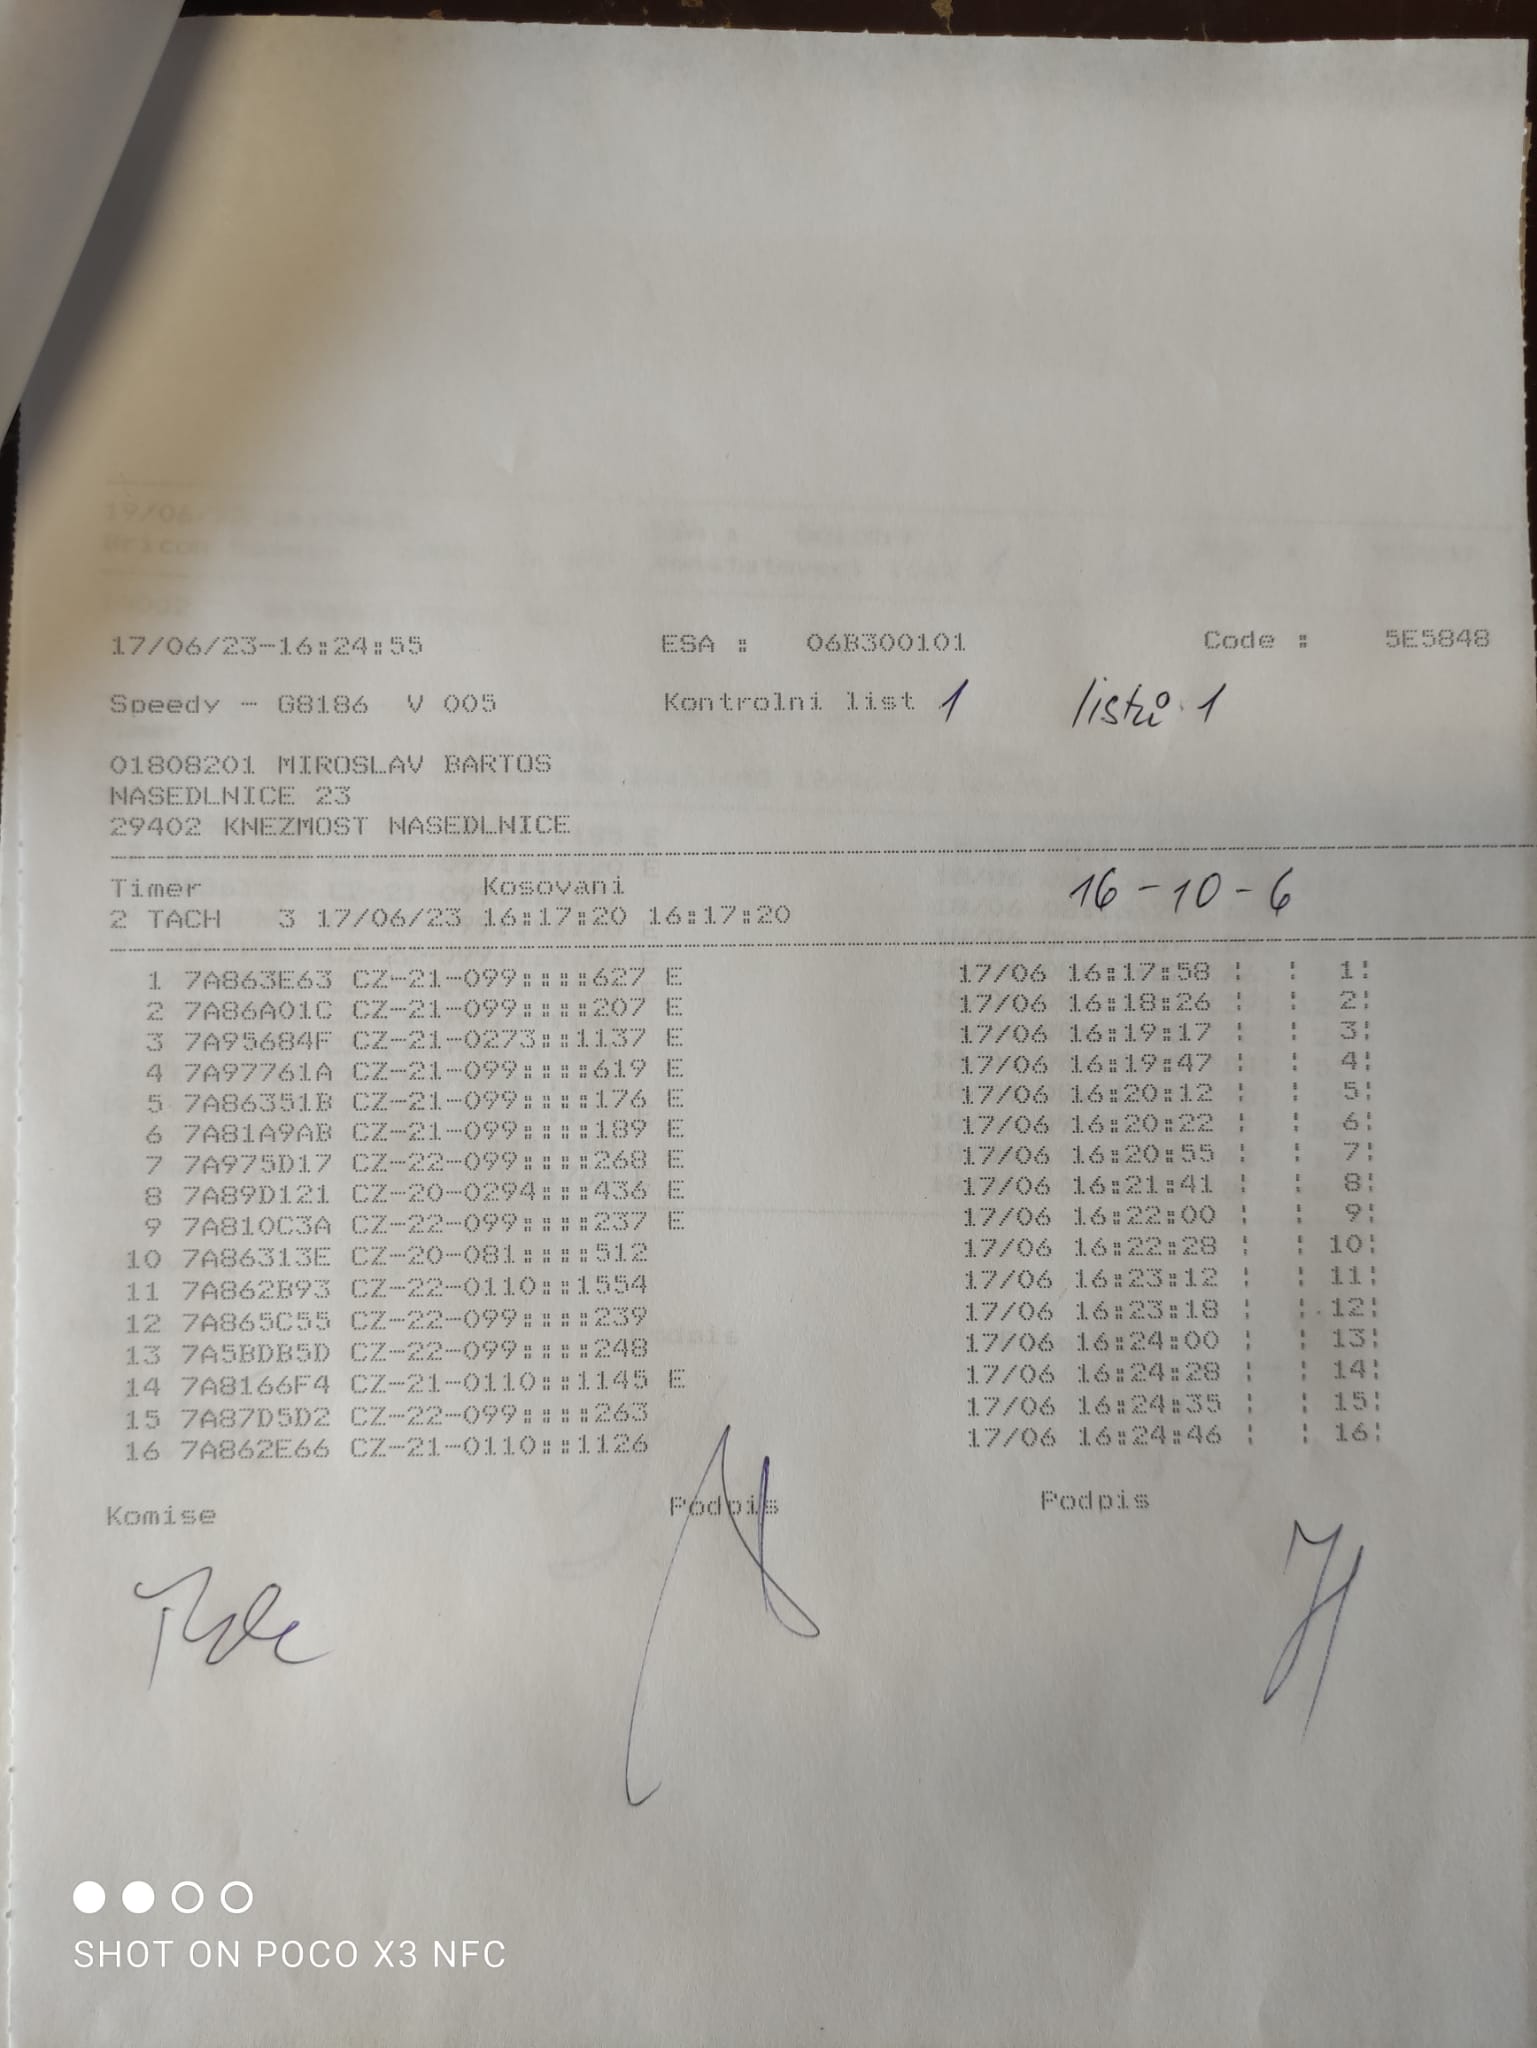 17/06/23-16:24:55 ESA : 06B300101 Code : 5E5848
Speedy - G8186 V 005 Kontrolni list 1 listů 1
01808201 MIROSLAV BARTOS
NASEDLNICE 23
29402 KNEZMOST NASEDLNICE
Timer Kosovani 16-10-6
2 TACH 3 17/06/23 16:17:20 16:17:20
1 7A863E63 CZ-21-099::::627 E 17/06 16:17:58 ¦ ¦ 1¦
2 7A86A01C CZ-21-099::::207 E 17/06 16:18:26 ¦ ¦ 2¦
3 7A95684F CZ-21-0273::1137 E 17/06 16:19:17 ¦ ¦ 3¦
4 7A97761A CZ-21-099::::619 E 17/06 16:19:47 ¦ ¦ 4¦
5 7A86351B CZ-21-099::::176 E 17/06 16:20:12 ¦ ¦ 5¦
6 7A81A9AB CZ-21-099::::189 E 17/06 16:20:22 ¦ ¦ 6¦
7 7A975D17 CZ-22-099::::268 E 17/06 16:20:55 ¦ ¦ 7¦
8 7A89D121 CZ-20-0294:::436 E 17/06 16:21:41 ¦ ¦ 8¦
9 7A810C3A CZ-22-099::::237 E 17/06 16:22:00 ¦ ¦ 9¦
10 7A86313E CZ-20-081::::512 17/06 16:22:28 ¦ ¦ 10¦
11 7A862B93 CZ-22-0110::1554 17/06 16:23:12 ¦ ¦ 11¦
12 7A865C55 CZ-22-099::::239 17/06 16:23:18 ¦ ¦ 12¦
13 7A5BDB5D CZ-22-099::::248 17/06 16:24:00 ¦ ¦ 13¦
14 7A8166F4 CZ-21-0110::1145 E 17/06 16:24:28 ¦ ¦ 14¦
15 7A87D5D2 CZ-22-099::::263 17/06 16:24:35 ¦ ¦ 15¦
16 7A862E66 CZ-21-0110::1126 17/06 16:24:46 ¦ ¦ 16¦
Komise Podpis Podpis
SHOT ON POCO X3 NFC